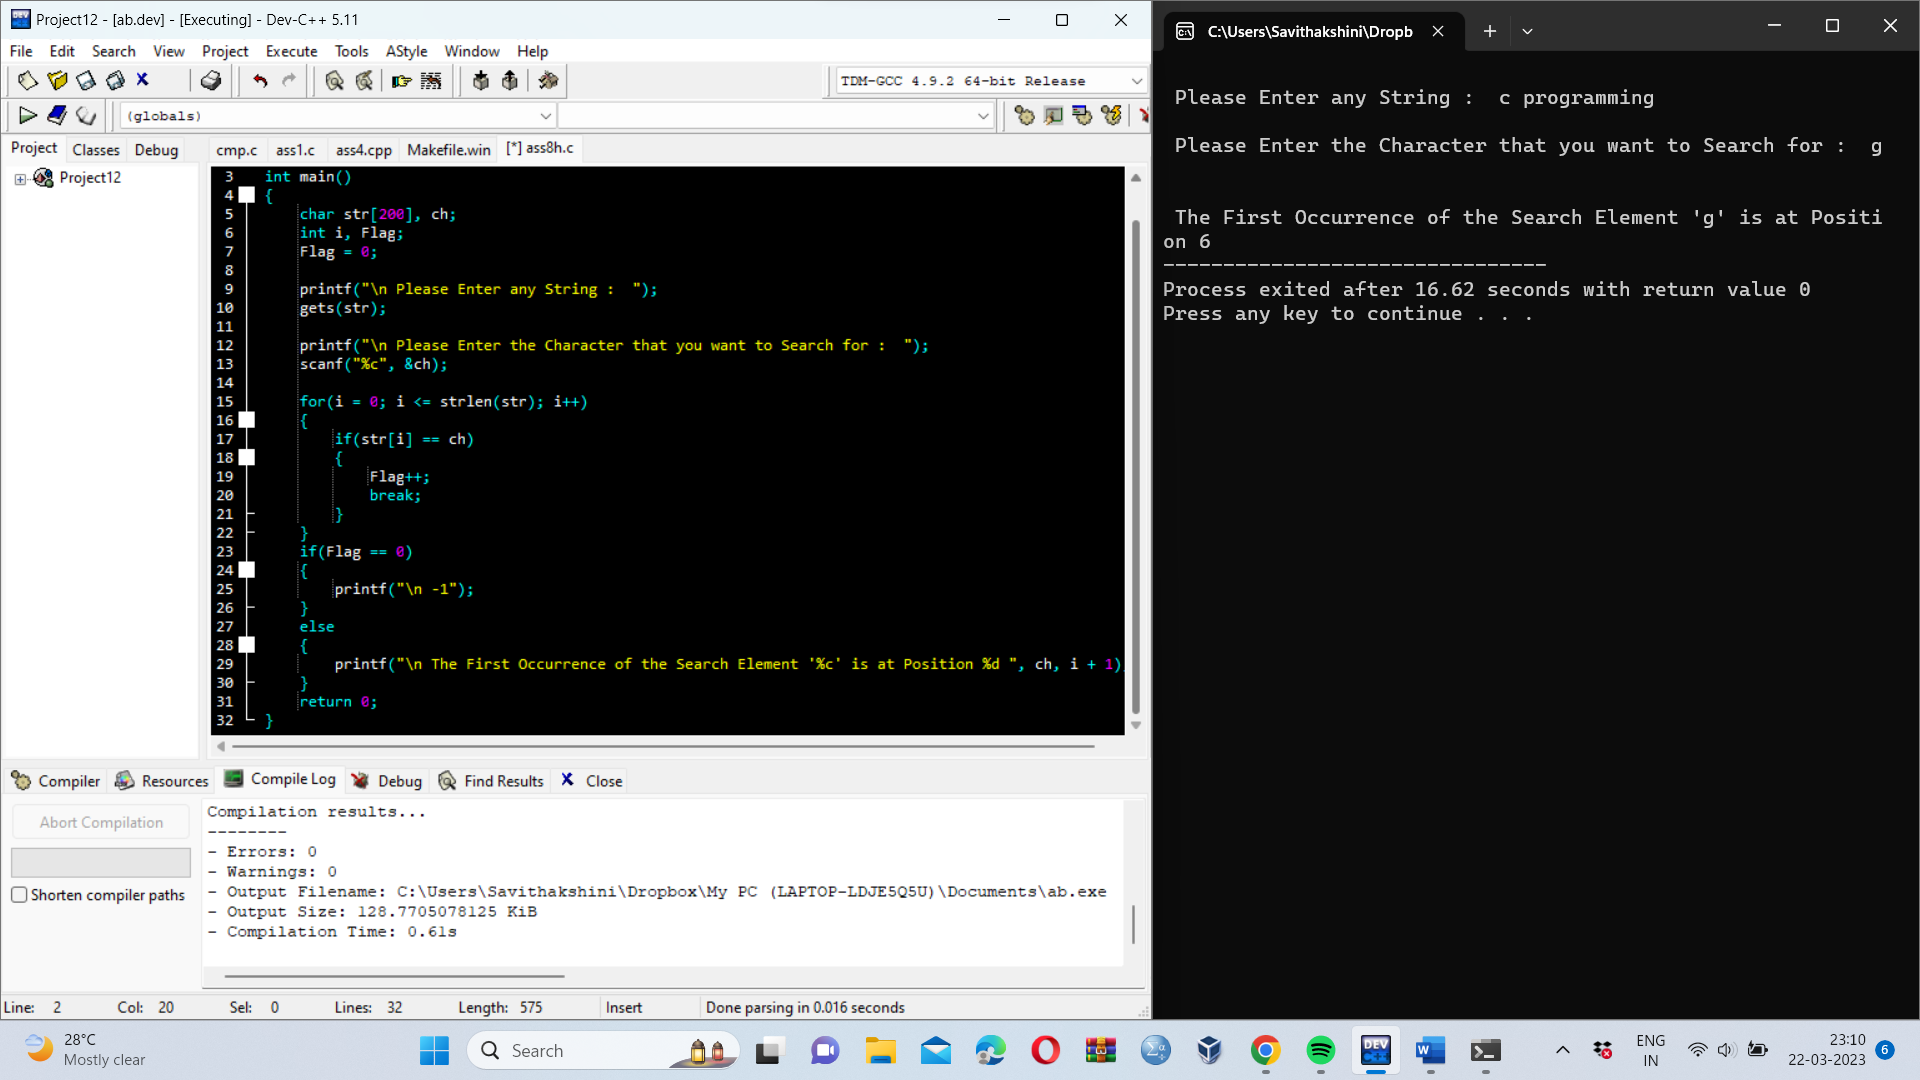 Project12 - [ab.dev] - [Executing] - Dev-C++ 5.11
File Edit Search View Project Execute Tools AStyle Window Help
TDM-GCC 4.9.2 64-bit Release
(globals)
Project Classes Debug
cmp.c ass1.c ass4.cpp Makefile.win [*] ass8h.c
Project12
3 int main()
4 {
5 char str[200], ch;
6 int i, Flag;
7 Flag = 0;
8
9 printf("\n Please Enter any String :  ");
10 gets(str);
11
12 printf("\n Please Enter the Character that you want to Search for :  ");
13 scanf("%c", &ch);
14
15 for(i = 0; i <= strlen(str); i++)
16 {
17 if(str[i] == ch)
18 {
19 Flag++;
20 break;
21 }
22 }
23 if(Flag == 0)
24 {
25 printf("\n -1");
26 }
27 else
28 {
29 printf("\n The First Occurrence of the Search Element '%c' is at Position %d ", ch, i + 1)
30 }
31 return 0;
32 }
Compiler Resources Compile Log Debug Find Results Close
Abort Compilation
Shorten compiler paths
Compilation results...
--------
- Errors: 0
- Warnings: 0
- Output Filename: C:\Users\Savithakshini\Dropbox\My PC (LAPTOP-LDJE5Q5U)\Documents\ab.exe
- Output Size: 128.7705078125 KiB
- Compilation Time: 0.61s
Line: 2 Col: 20 Sel: 0 Lines: 32 Length: 575 Insert Done parsing in 0.016 seconds
C:\Users\Savithakshini\Dropb
Please Enter any String :  c programming
Please Enter the Character that you want to Search for :  g
The First Occurrence of the Search Element 'g' is at Positi
on 6
--------------------------------
Process exited after 16.62 seconds with return value 0
Press any key to continue . . .
28°C
Mostly clear
Search
DEV
C++
W
ENG
IN
23:10
22-03-2023
6